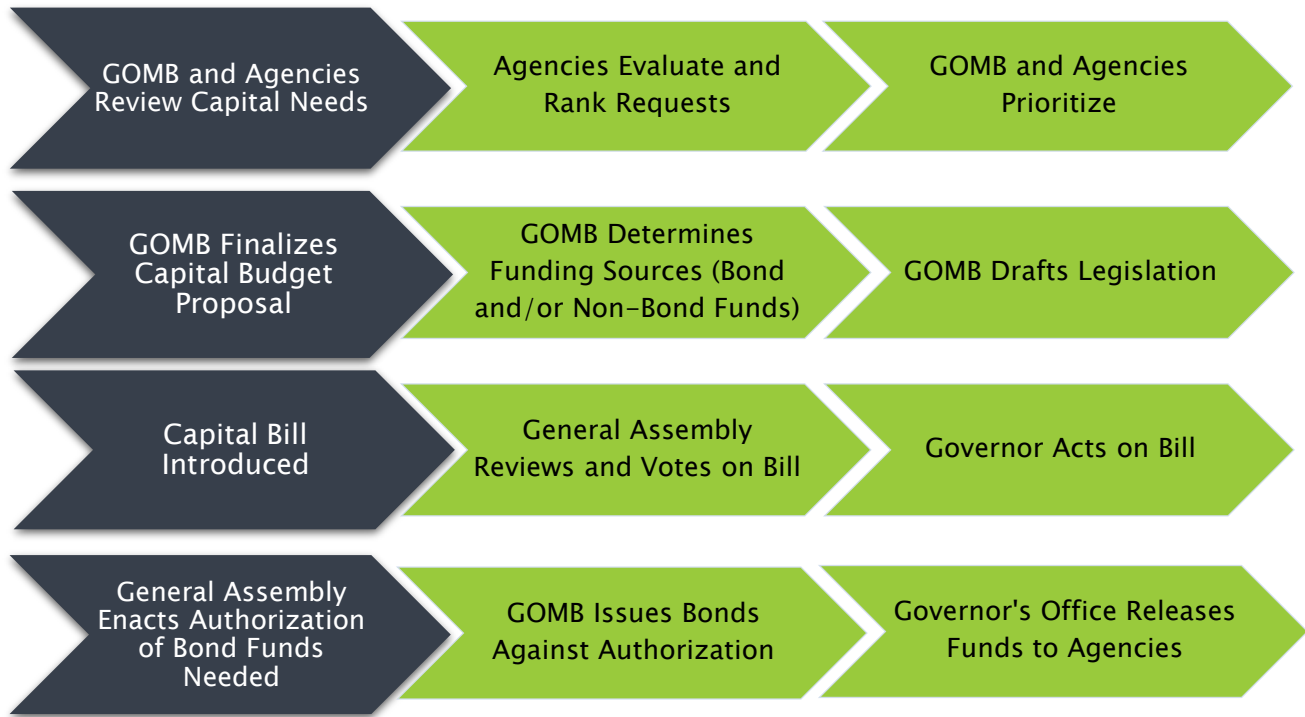 GOMB and Agencies
Review Capital Needs
Agencies Evaluate and
Rank Requests
GOMB and Agencies
Prioritize
GOMB Finalizes
Capital Budget
Proposal
GOMB Determines
Funding Sources (Bond
and/or Non-Bond Funds)
GOMB Drafts Legislation
Capital Bill
Introduced
General Assembly
Reviews and Votes on Bill
Governor Acts on Bill
General Assembly
Enacts Authorization
of Bond Funds
Needed
GOMB Issues Bonds
Against Authorization
Governor's Office Releases
Funds to Agencies